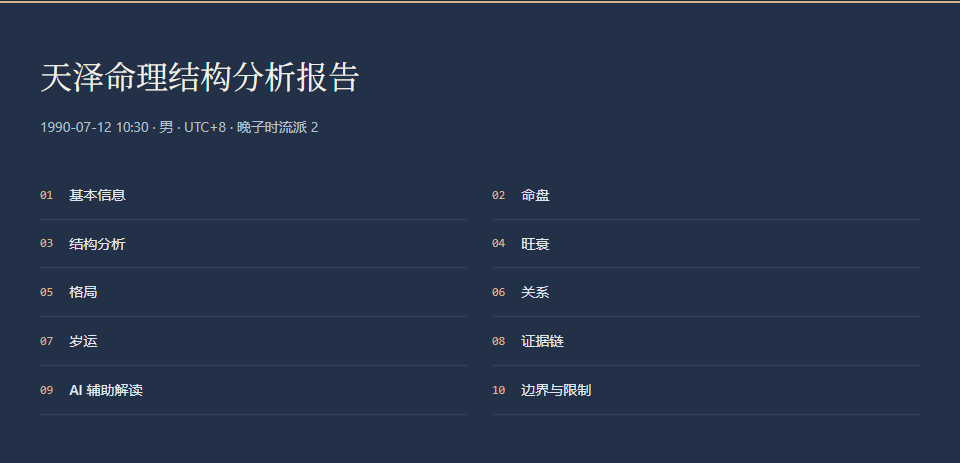 天泽命理结构分析报告
1990-07-12 10:30 · 男 · UTC+8 · 晚子时流派 2
01 基本信息
02 命盘
03 结构分析
04 旺衰
05 格局
06 关系
07 岁运
08 证据链
09 AI 辅助解读
10 边界与限制